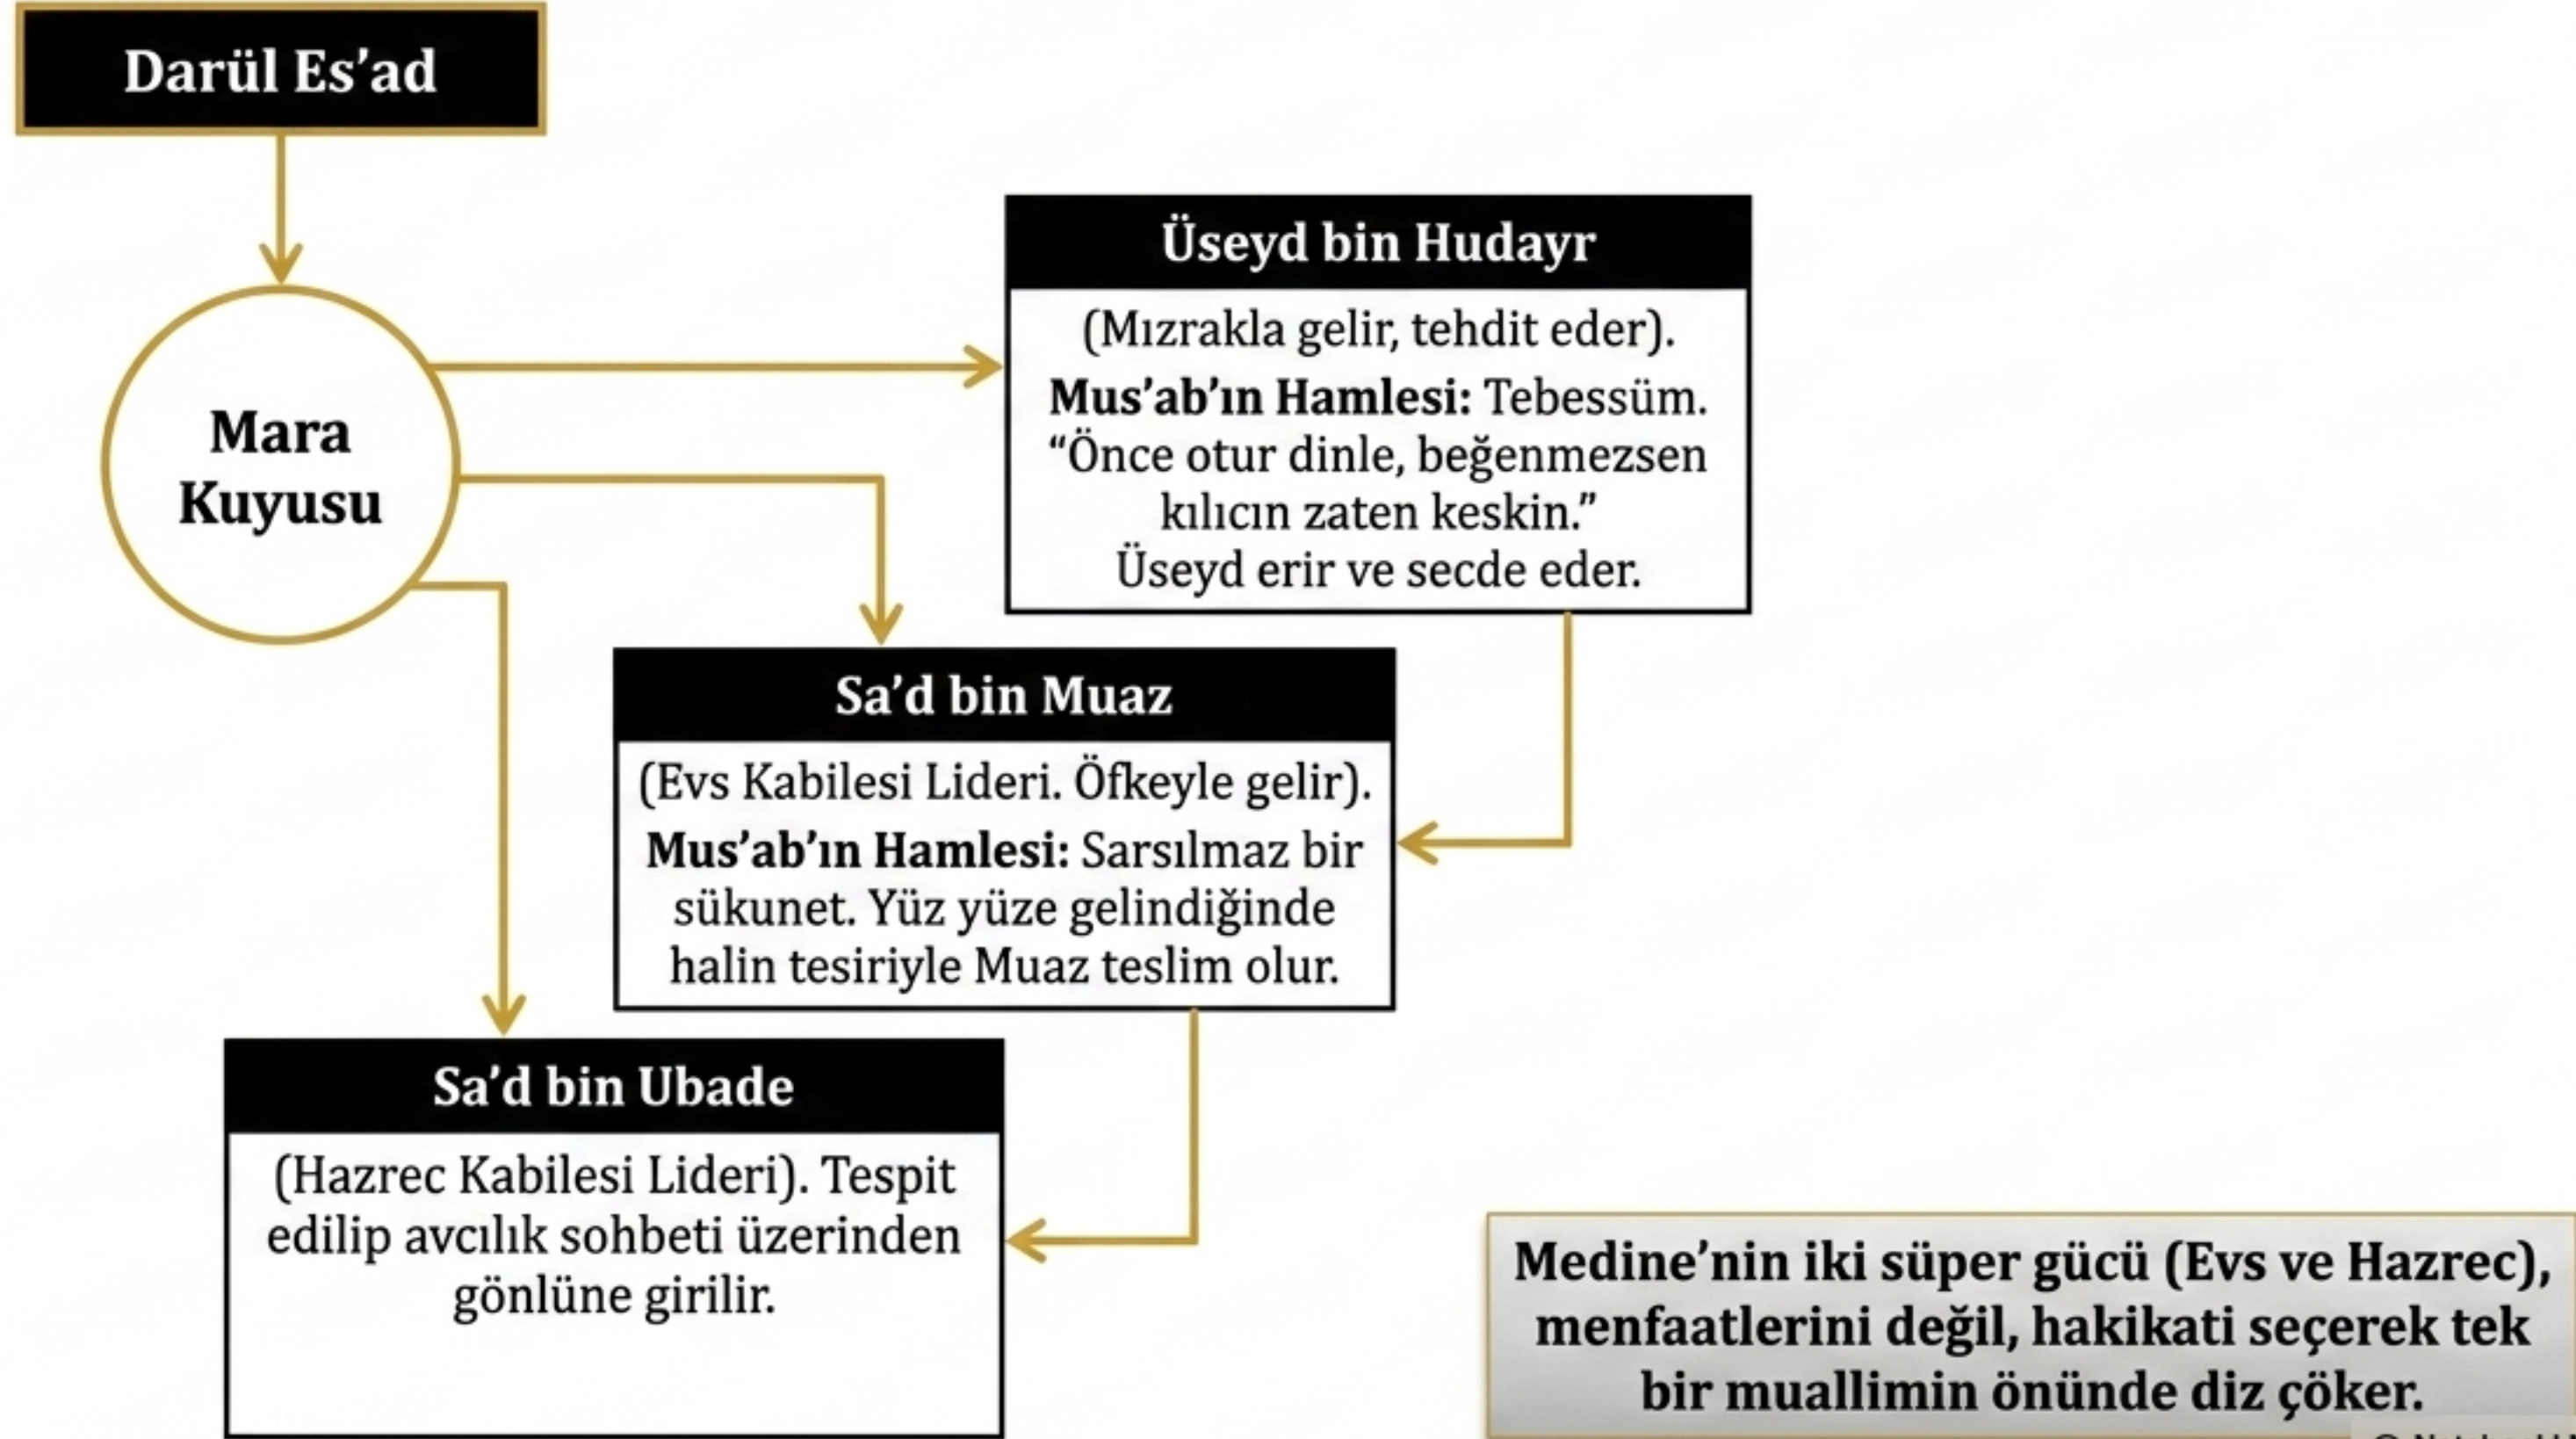 Darül Es’ad
Mara
Kuyusu
Üseyd bin Hudayr
(Mızrakla gelir, tehdit eder).
Mus’ab’ın Hamlesi: Tebessüm.
“Önce otur dinle, beğenmezsen
kılıcın zaten keskin.”
Üseyd erir ve secde eder.
Sa’d bin Muaz
(Evs Kabilesi Lideri. Öfkeyle gelir).
Mus’ab’ın Hamlesi: Sarsılmaz bir
sükunet. Yüz yüze gelindiğinde
halin tesiriyle Muaz teslim olur.
Sa’d bin Ubade
(Hazrec Kabilesi Lideri). Tespit
edilip avcılık sohbeti üzerinden
gönlüne girilir.
Medine’nin iki süper gücü (Evs ve Hazrec),
menfaatlerini değil, hakikati seçerek tek
bir muallimin önünde diz çöker.